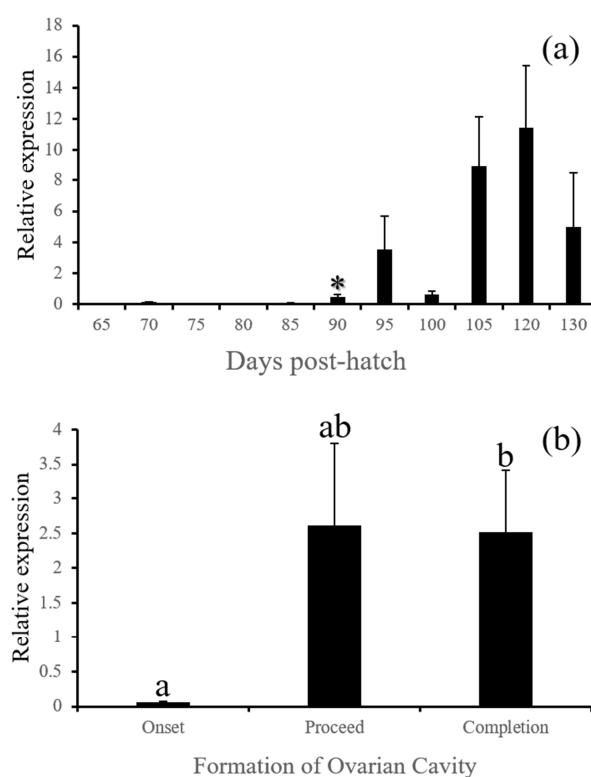 (a)
Relative expression
18
16
14
12
10
8
6
4
2
0
*
65 70 75 80 85 90 95 100 105 120 130
Days post-hatch
(b)
Relative expression
4
3.5
3
2.5
2
1.5
1
0.5
0
a ab b
Onset Proceed Completion
Formation of Ovarian Cavity